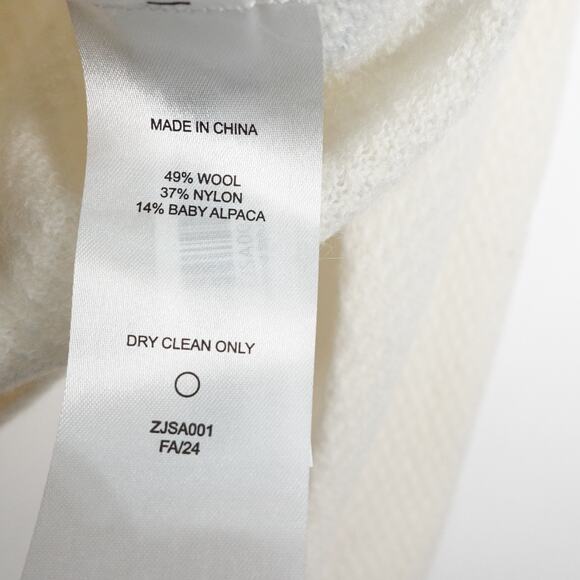 MADE IN CHINA
49% WOOL
37% NYLON
14% BABY ALPACA
DRY CLEAN ONLY
ZJSA001
FA/24